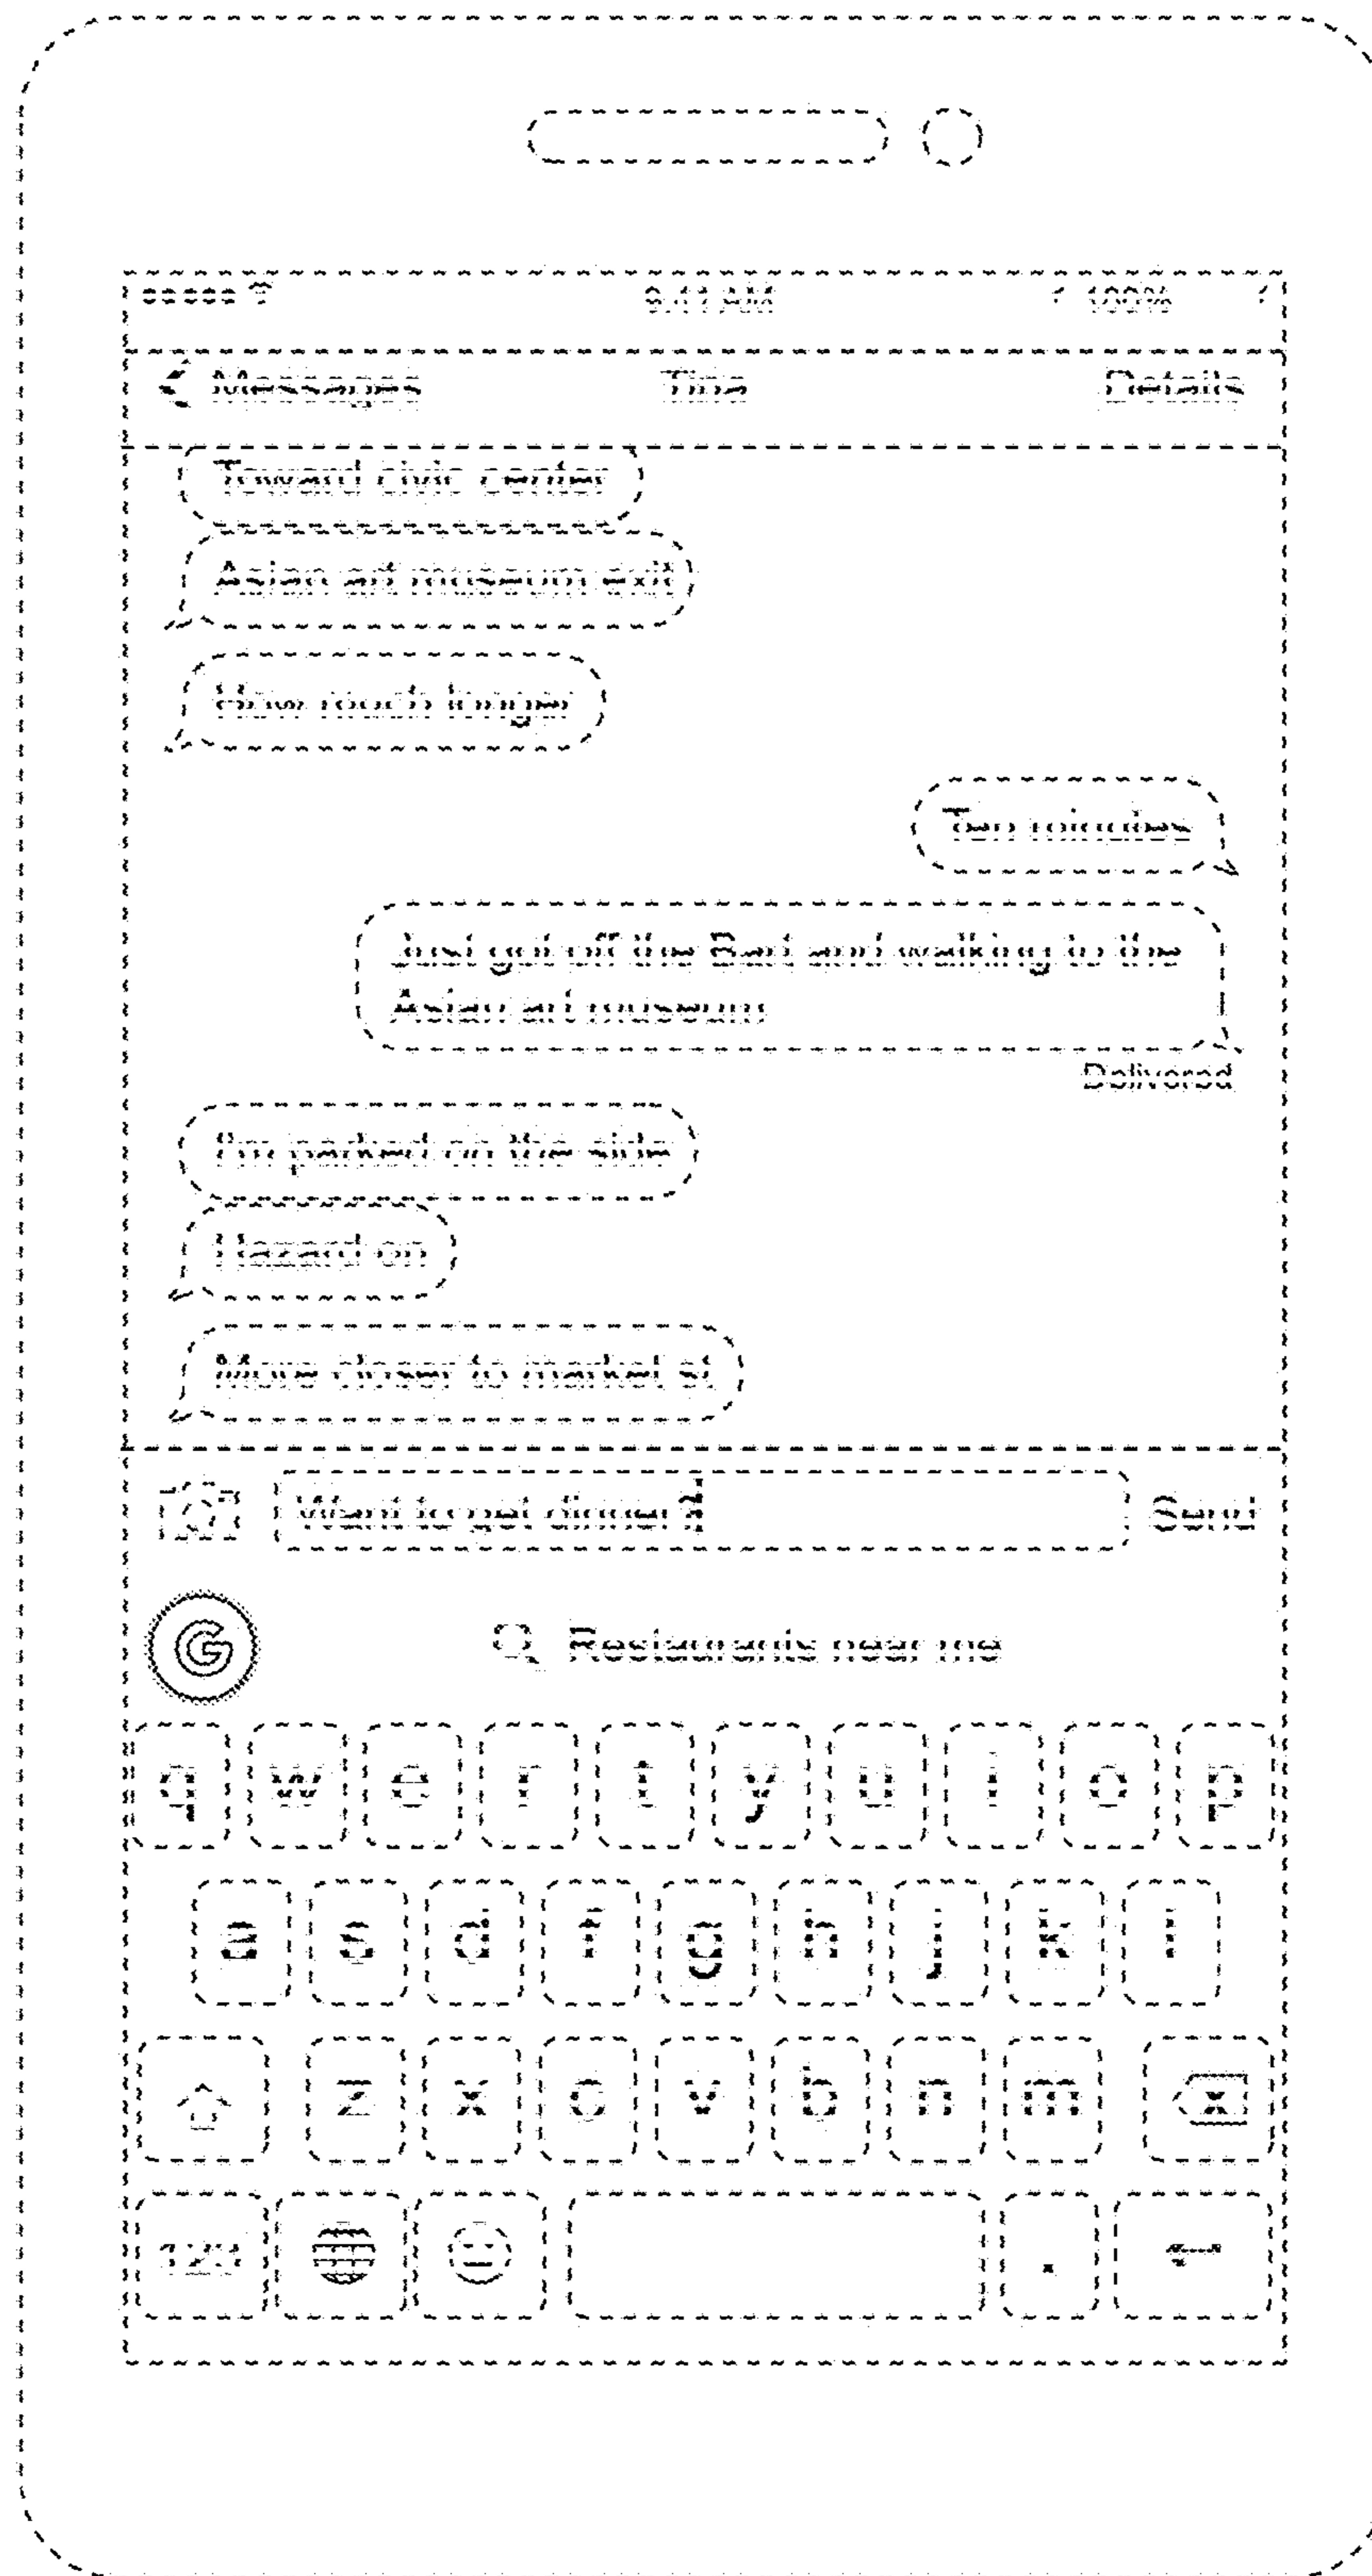 9:41 AM 100%
Messages Tina Details
Toward civic center
Asian art museum exit
How much longer
Ten minutes
Just got off the Bart and walking to the
Asian art museum
Delivered
I'm parked on the side
Hazard on
More closer to market st
Want to get dinner? Send
G Restaurants near me
q w e r t y u i o p
a s d f g h j k l
z x c v b n m x
123 .